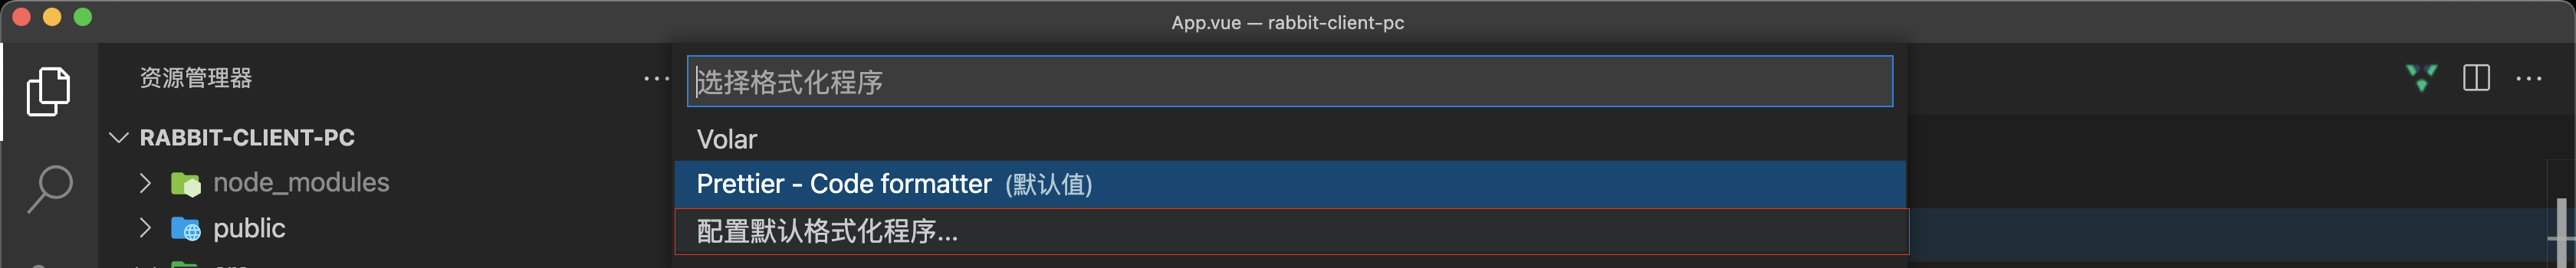 App.vue — rabbit-client-pc
资源管理器
选择格式化程序
Volar
RABBIT-CLIENT-PC
node_modules
Prettier - Code formatter (默认值)
public
配置默认格式化程序...